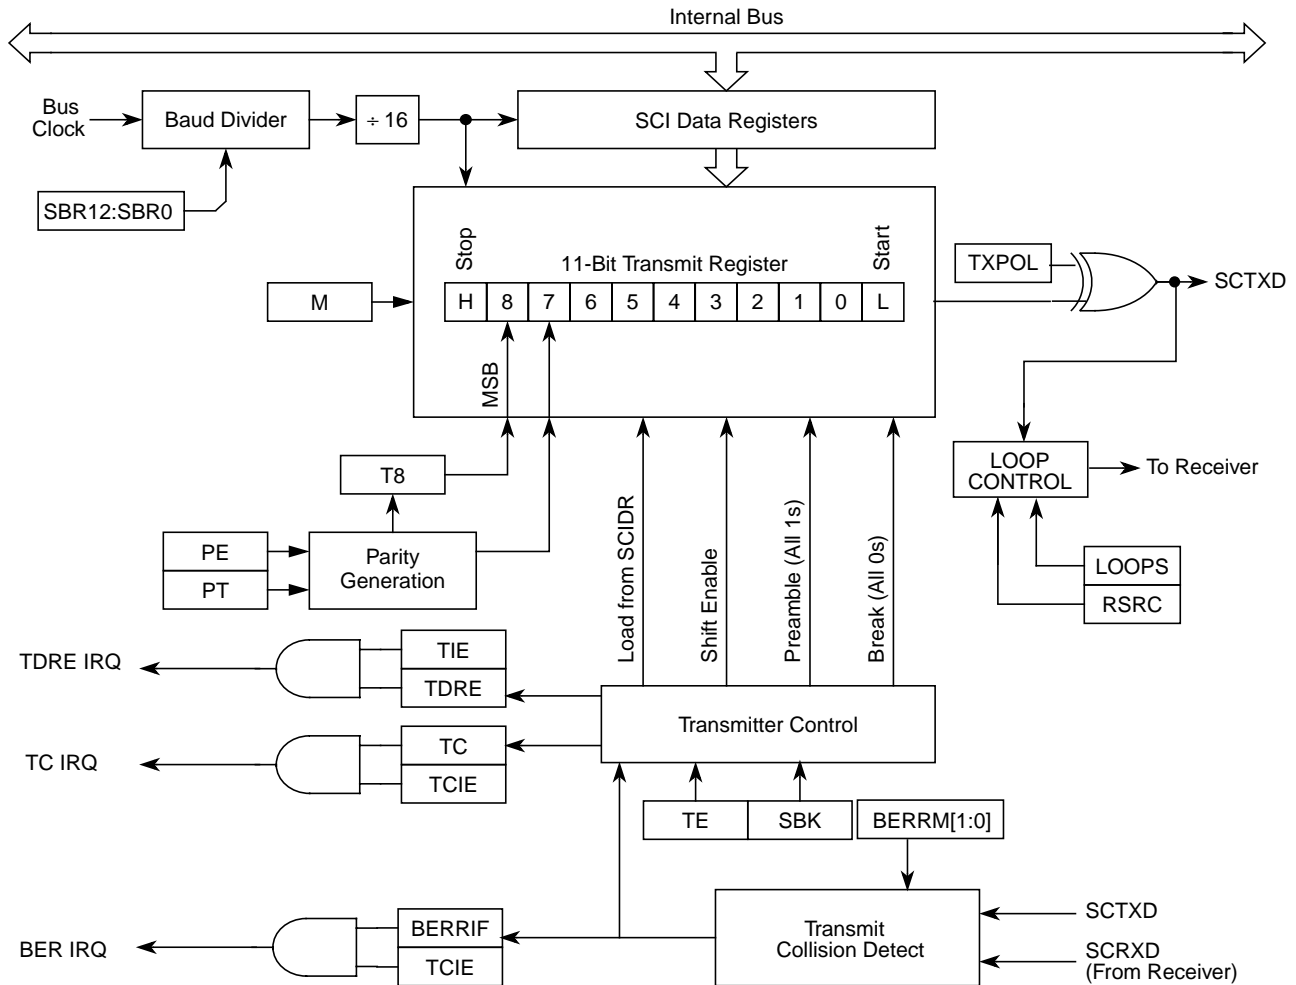 Internal Bus
Bus
Clock
Baud Divider
÷ 16
SCI Data Registers
SBR12:SBR0
Stop
11-Bit Transmit Register
Start
M
H 8 7 6 5 4 3 2 1 0 L
TXPOL
SCTXD
MSB
T8
LOOP
CONTROL
To Receiver
PE
PT
Parity
Generation
Load from SCIDR
Shift Enable
Preamble (All 1s)
Break (All 0s)
LOOPS
RSRC
TDRE IRQ
TIE
TDRE
Transmitter Control
TC IRQ
TC
TCIE
TE
SBK
BERRM[1:0]
BER IRQ
BERRIF
TCIE
Transmit
Collision Detect
SCTXD
SCRXD
(From Receiver)